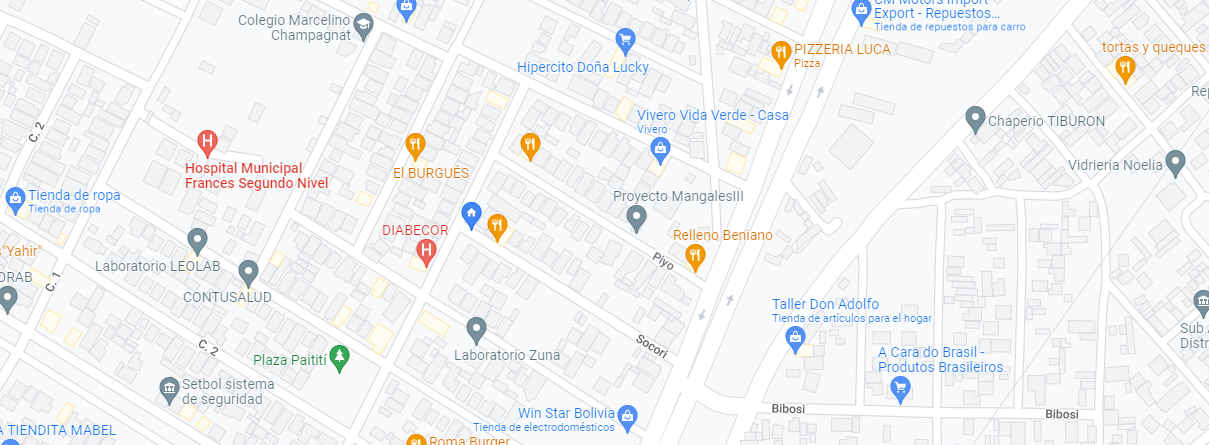 Colegio Marcelino
Champagnat
CM Motors Import
Export - Repuestos...
Tienda de repuestos para carro
PIZZERIA LUCA
Pizza
tortas y queques
Hipercito Doña Lucky
Vivero Vida Verde - Casa
Vivero
Chaperio TIBURON
C. 2
Hospital Municipal
Frances Segundo Nivel
El BURGUÉS
Vidrieria Noelia
Tienda de ropa
Tienda de ropa
Proyecto MangalesIII
DIABECOR
Relleno Beniano
"Yahir"
Laboratorio LEOLAB
Piyo
C. 1
CONTUSALUD
Taller Don Adolfo
Tienda de artículos para el hogar
Socori
C. 2
Plaza Paitití
Laboratorio Zuna
A Cara do Brasil -
Produtos Brasileiros
Setbol sistema
de seguridad
Bibosi
Bibosi
Win Star Bolivia
Tienda de electrodomésticos
TIENDITA MABEL
Roma Burger